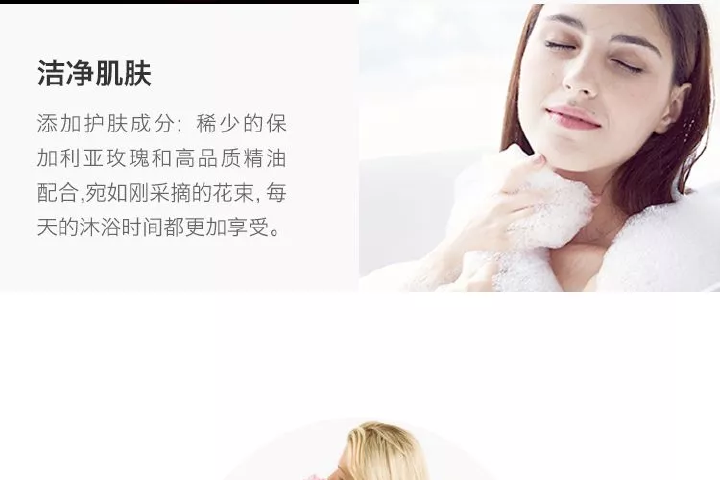 洁净肌肤
添加护肤成分: 稀少的保
加利亚玫瑰和高品质精油
配合,宛如刚采摘的花束, 每
天的沐浴时间都更加享受。